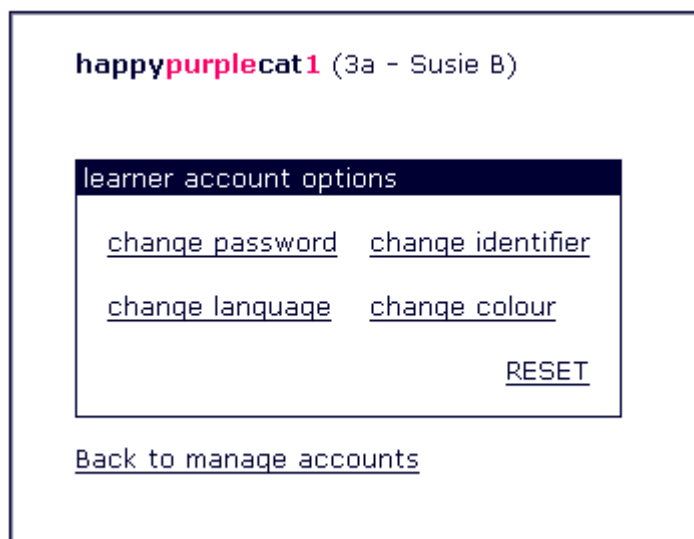 happypurplecat1 (3a - Susie B)
learner account options
change password change identifier
change language change colour
RESET
Back to manage accounts